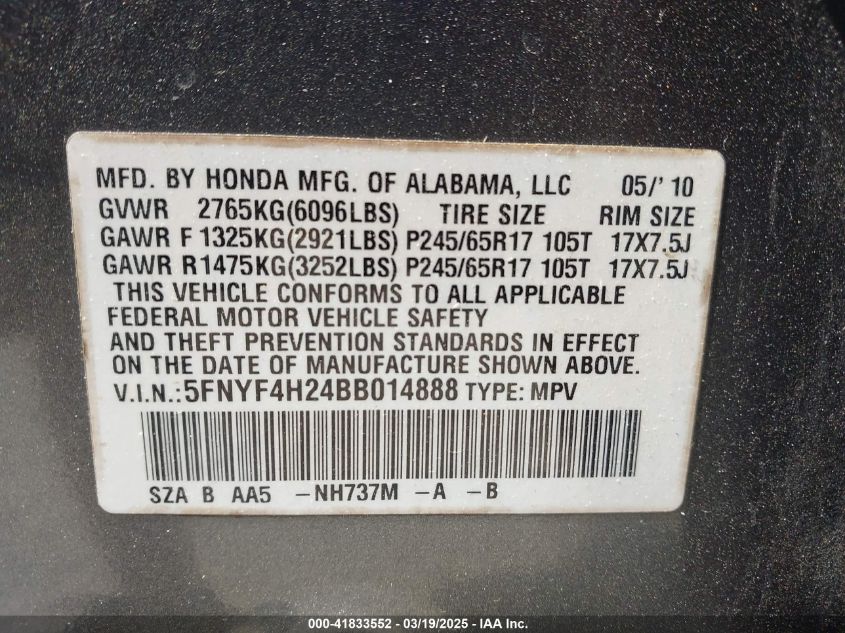 MFD. BY HONDA MFG. OF ALABAMA, LLC 05/'10
GVWR 2765KG(6096LBS) TIRE SIZE RIM SIZE
GAWR F 1325KG(2921LBS) P245/65R17 105T 17X7.5J
GAWR R1475KG(3252LBS) P245/65R17 105T 17X7.5J
THIS VEHICLE CONFORMS TO ALL APPLICABLE
FEDERAL MOTOR VEHICLE SAFETY
AND THEFT PREVENTION STANDARDS IN EFFECT
ON THE DATE OF MANUFACTURE SHOWN ABOVE.
V.I.N.:5FNYF4H24BB014888 TYPE: MPV
SZA B AA5 -NH737M -A -B
000-41833552 - 03/19/2025 - IAA Inc.